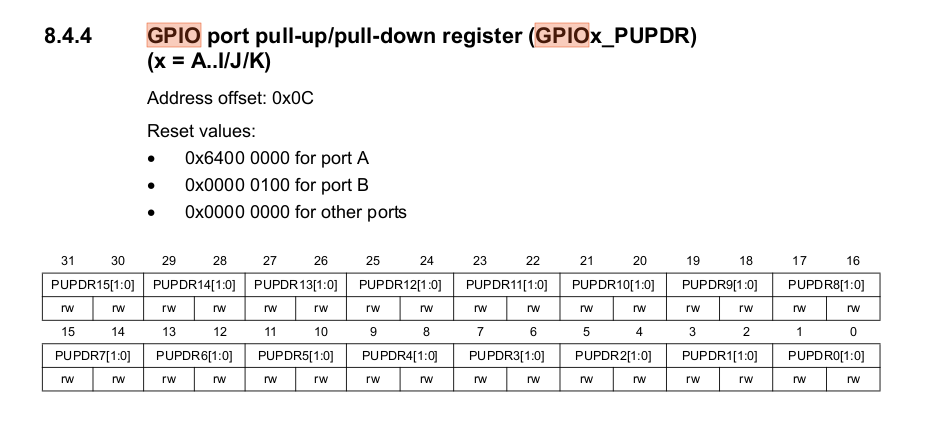 8.4.4 GPIO port pull-up/pull-down register (GPIOx_PUPDR)
(x = A..I/J/K)
Address offset: 0x0C
Reset values:
• 0x6400 0000 for port A
• 0x0000 0100 for port B
• 0x0000 0000 for other ports
31 30 29 28 27 26 25 24 23 22 21 20 19 18 17 16
PUPDR15[1:0] PUPDR14[1:0] PUPDR13[1:0] PUPDR12[1:0] PUPDR11[1:0] PUPDR10[1:0] PUPDR9[1:0] PUPDR8[1:0]
rw rw rw rw rw rw rw rw rw rw rw rw rw rw rw rw
15 14 13 12 11 10 9 8 7 6 5 4 3 2 1 0
PUPDR7[1:0] PUPDR6[1:0] PUPDR5[1:0] PUPDR4[1:0] PUPDR3[1:0] PUPDR2[1:0] PUPDR1[1:0] PUPDR0[1:0]
rw rw rw rw rw rw rw rw rw rw rw rw rw rw rw rw